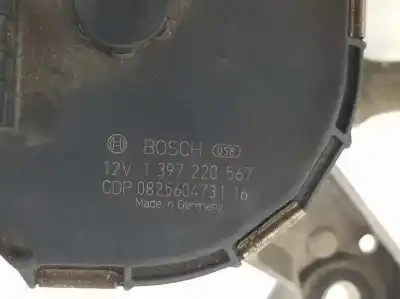 BOSCH 058
12V 1 397 220 567
CDP 0825604731 16
Made in Germany